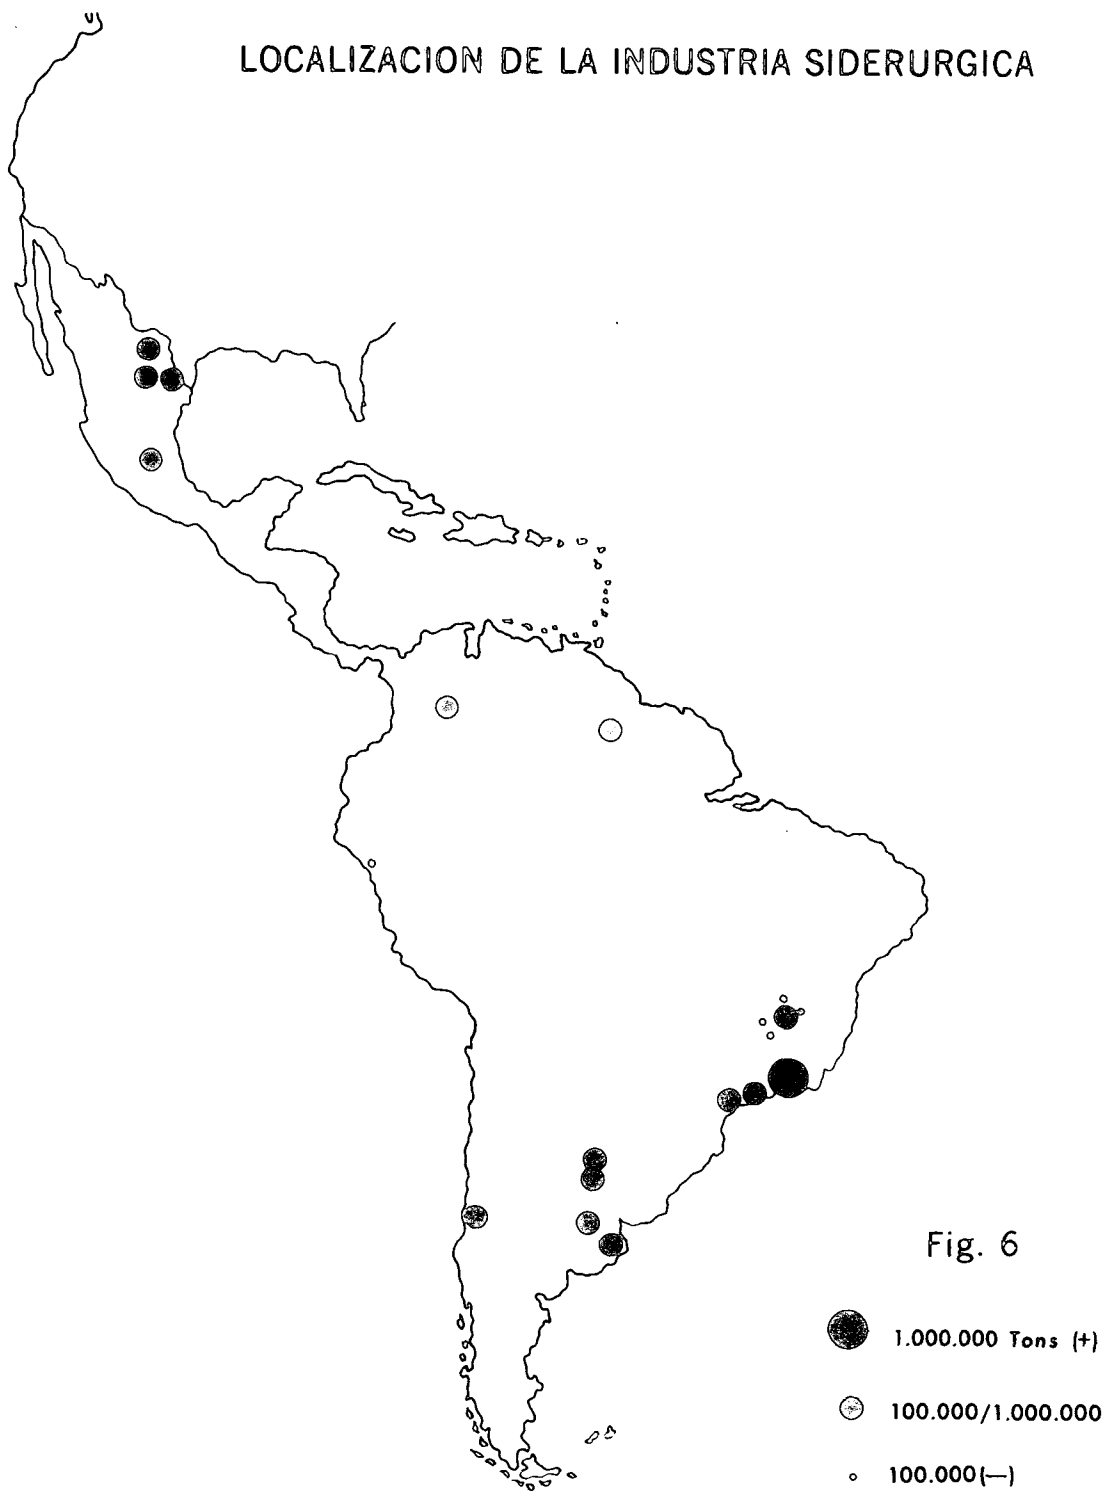 LOCALIZACION DE LA INDUSTRIA SIDERURGICA
Fig. 6
1.000.000 Tons (+)
100.000/1.000.000
100.000(—)